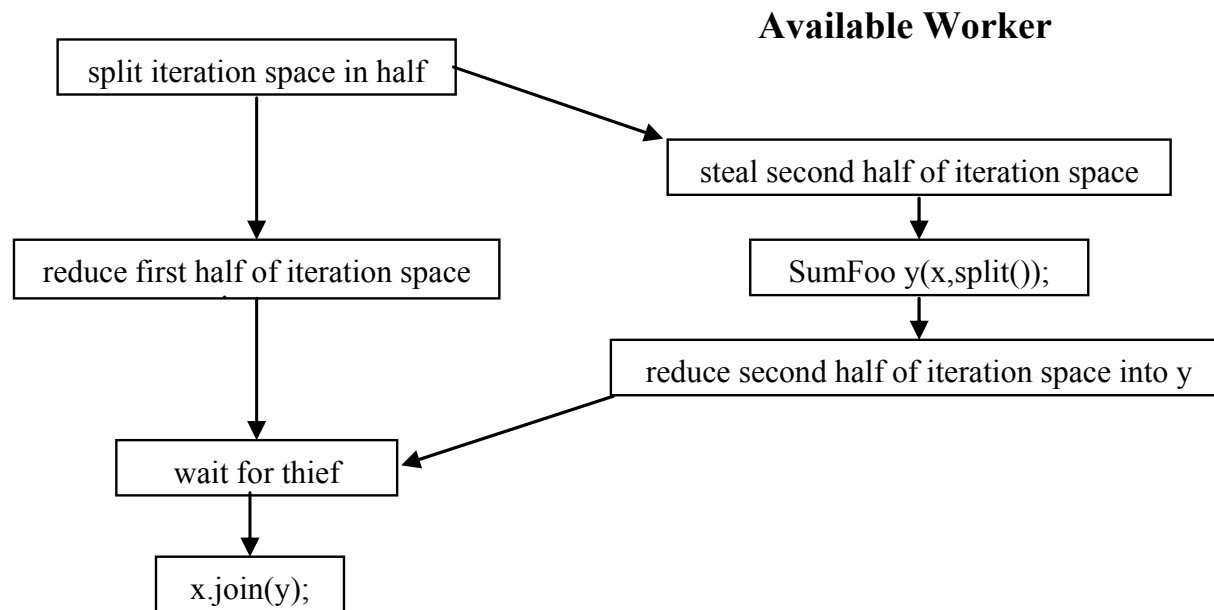 Available Worker
split iteration space in half
steal second half of iteration space
reduce first half of iteration space
SumFoo y(x,split());
reduce second half of iteration space into y
wait for thief
x.join(y);